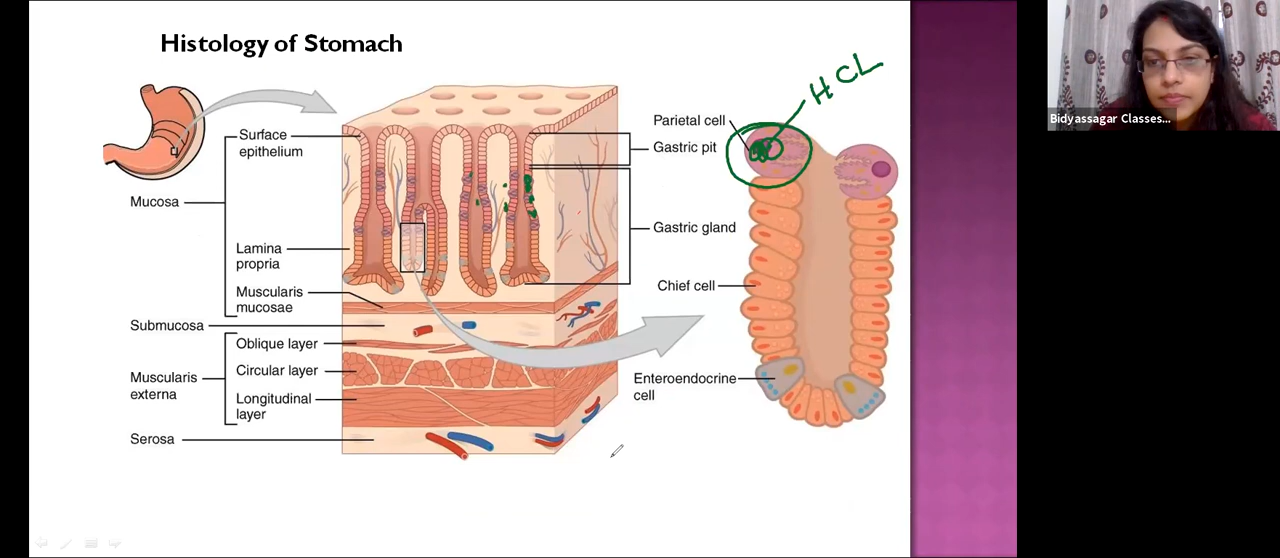 Histology of Stomach
HCL
Parietal cell
Bidyassagar Classes...
Surface
epithelium
Gastric pit
Mucosa
Gastric gland
Lamina
propria
Chief cell
Muscularis
mucosae
Submucosa
Oblique layer
Circular layer
Muscularis
externa
Enteroendocrine
cell
Longitudinal
layer
Serosa